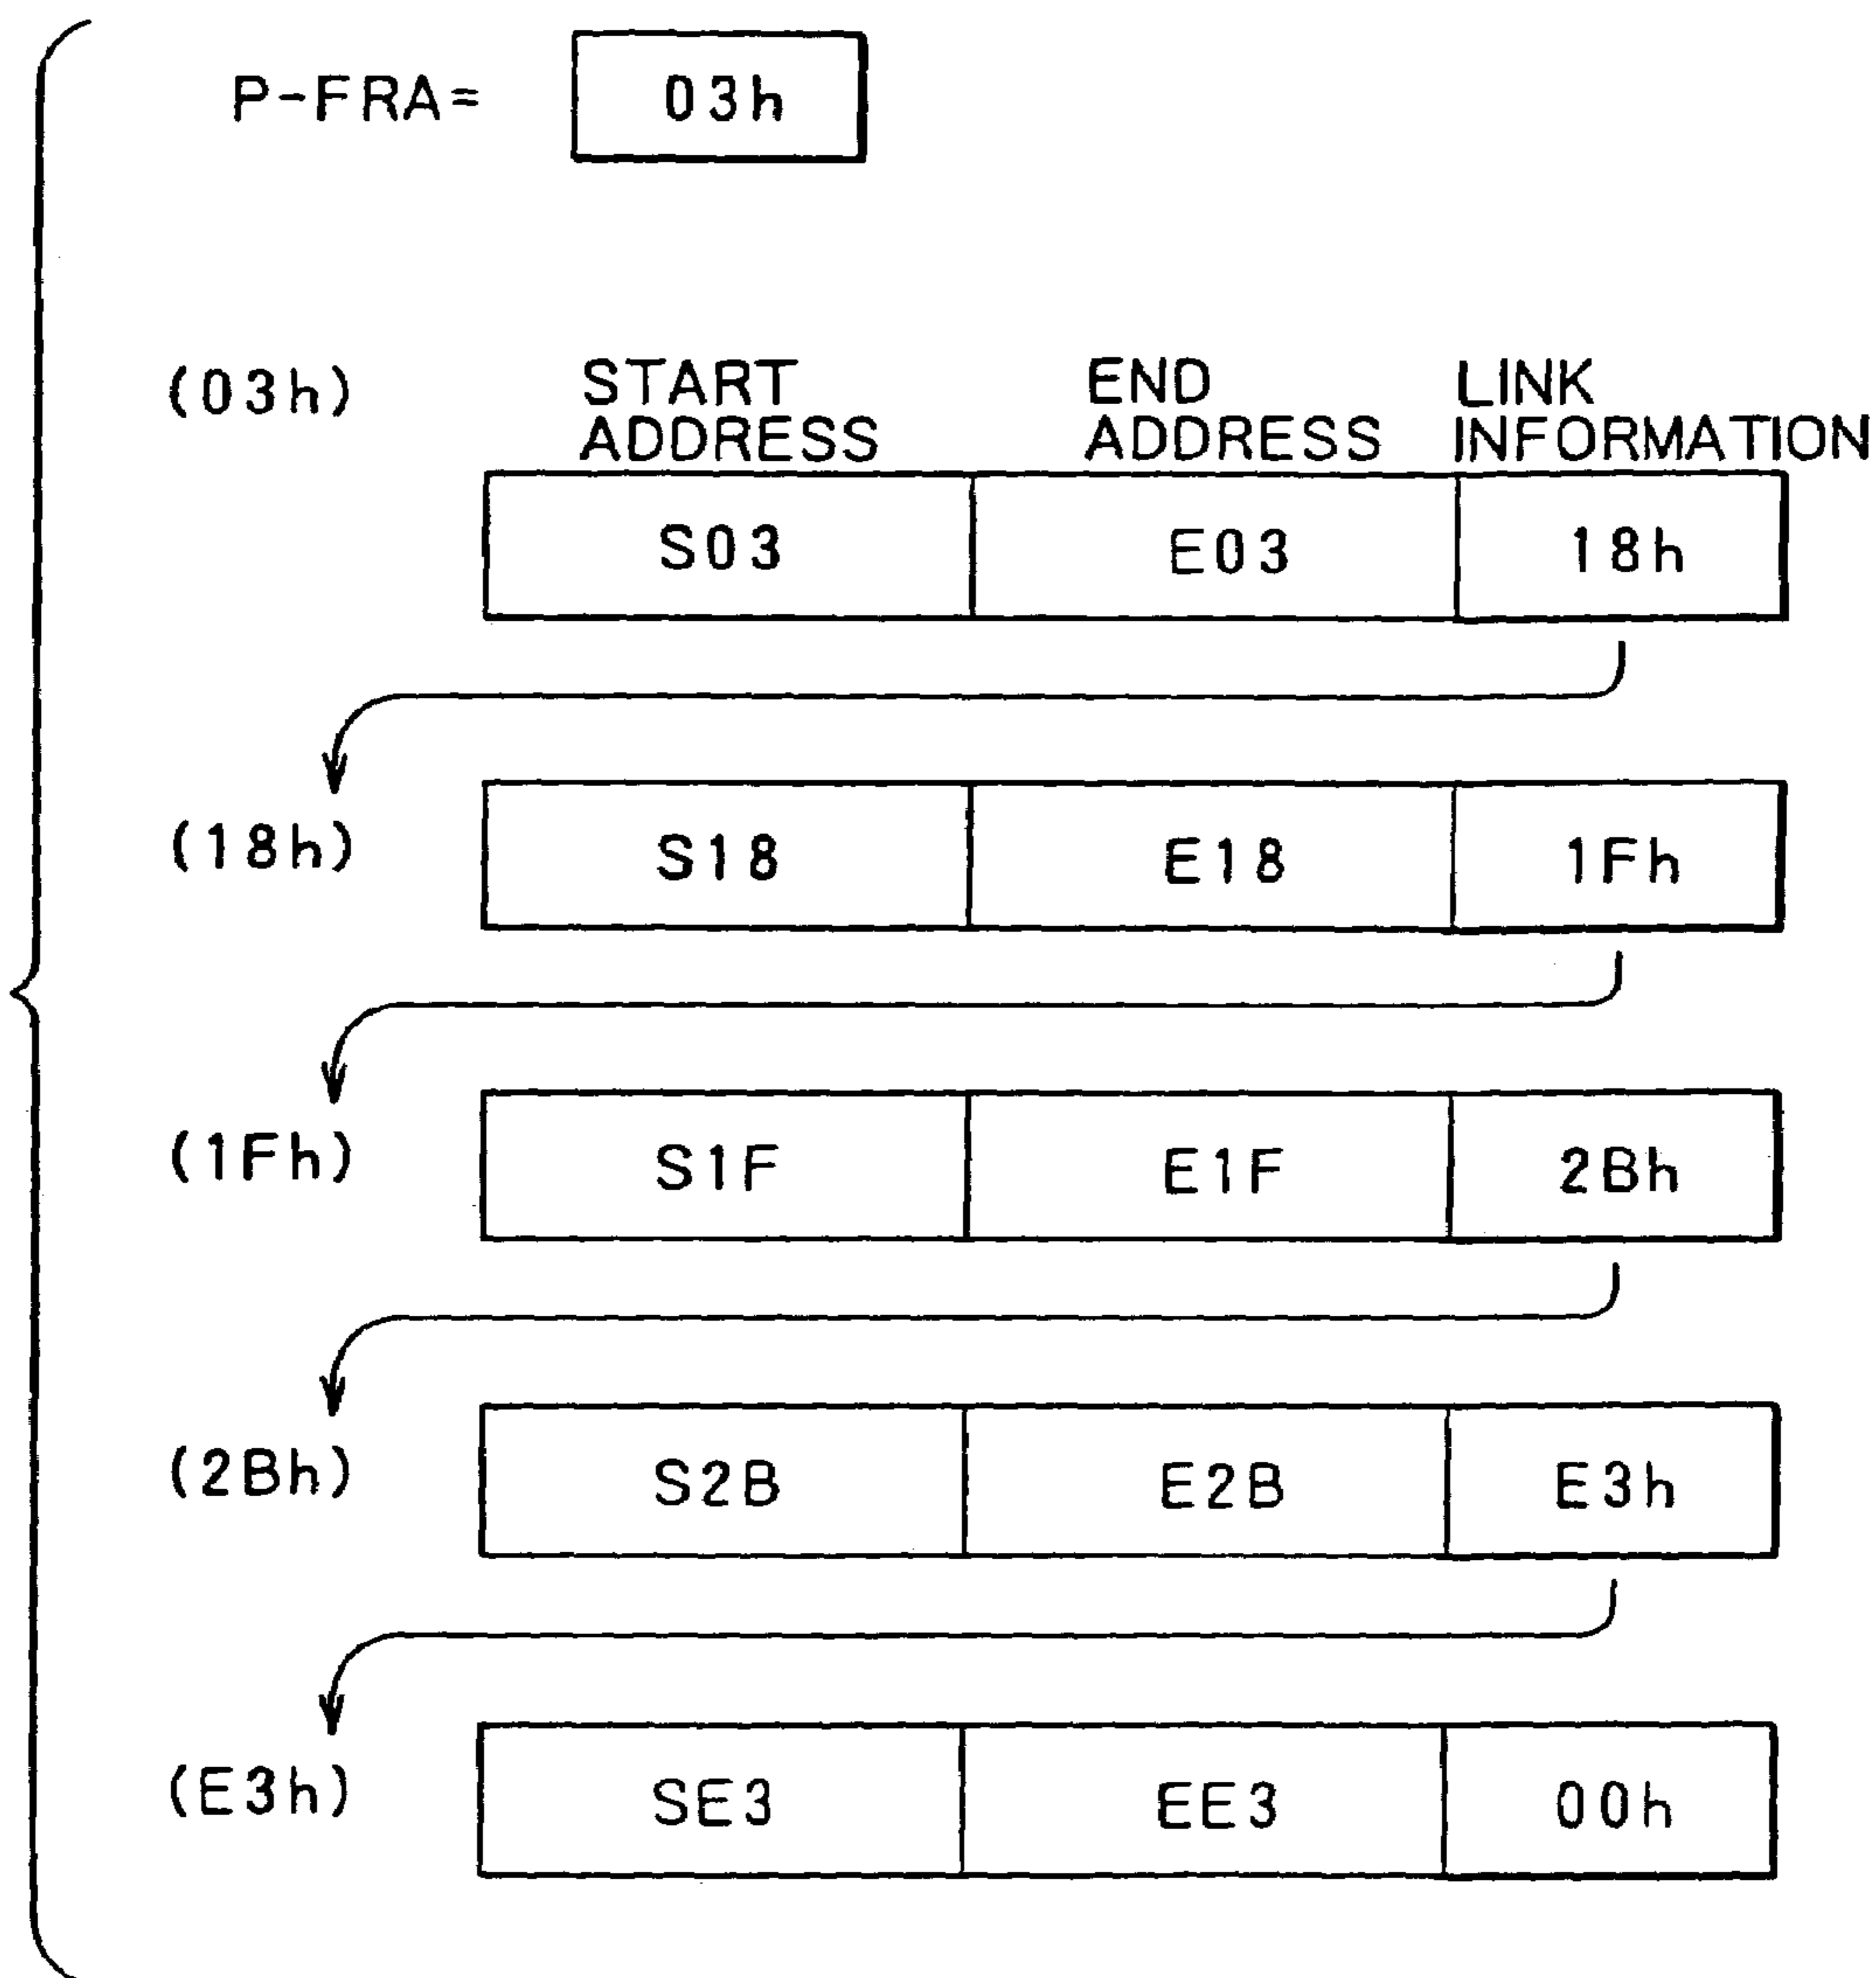 P-FRA= 03h
(03h) START ADDRESS END ADDRESS LINK INFORMATION
S03 E03 18h
(18h) S18 E18 1Fh
(1Fh) S1F E1F 2Bh
(2Bh) S2B E2B E3h
(E3h) SE3 EE3 00h